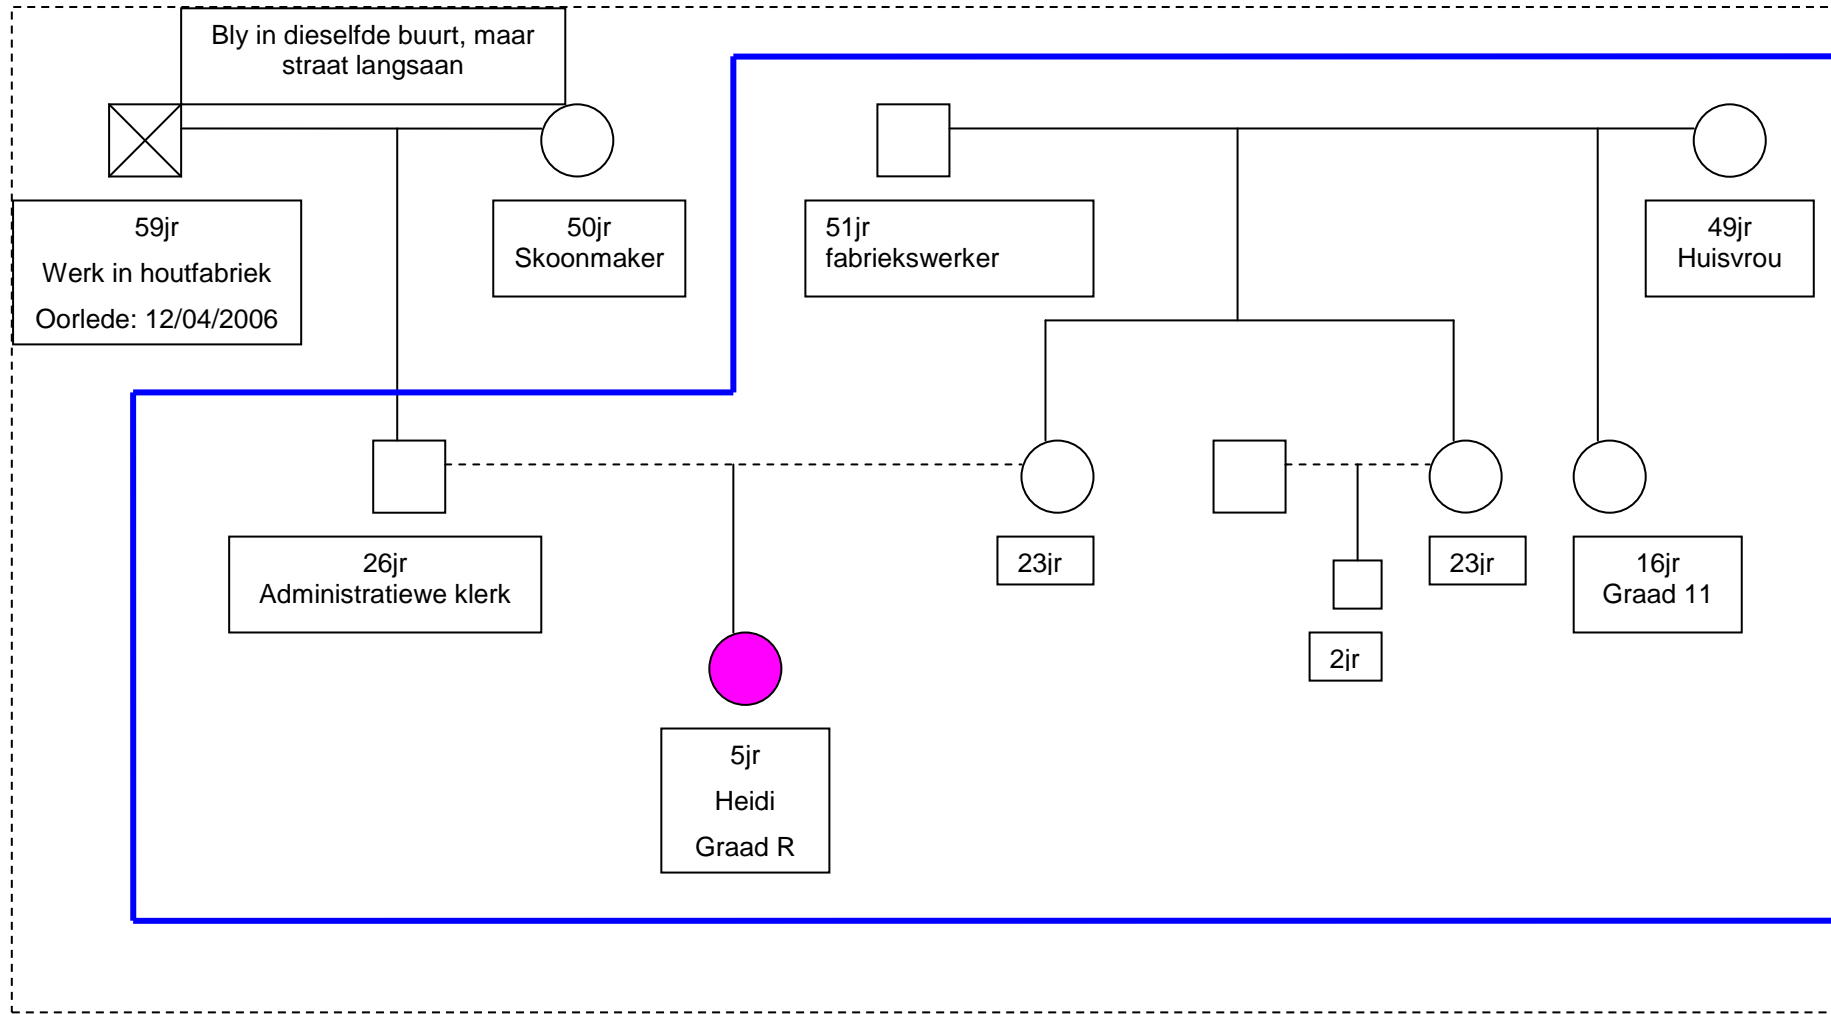 Bly in dieselfde buurt, maar
straat langsaan
59jr
Werk in houtfabriek
Oorlede: 12/04/2006
50jr
Skoonmaker
51jr
fabriekswerker
49jr
Huisvrou
26jr
Administratiewe klerk
23jr
23jr
16jr
Graad 11
2jr
5jr
Heidi
Graad R